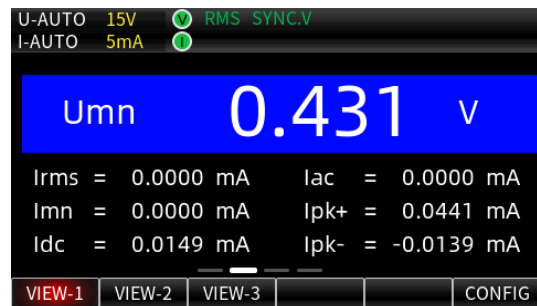 U-AUTO 15V V RMS SYNC.V
I-AUTO 5mA I
Umn 0.431 V
Irms = 0.0000 mA Iac = 0.0000 mA
Imn = 0.0000 mA Ipk+ = 0.0441 mA
Idc = 0.0149 mA Ipk- = -0.0139 mA
VIEW-1 VIEW-2 VIEW-3 CONFIG